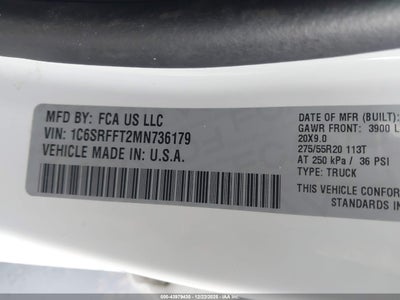 MFD BY: FCA US LLC
VIN: 1C6SRFFT2MN736179
VEHICLE MADE IN: U.S.A.
DATE OF MFR (BUILT):
GAWR FRONT: 3900 L
20X9.0
275/55R20 113T
AT 250 kPa / 36 PSI
TYPE: TRUCK
THIS VEHICLE CONFOR
STANDARDS IN